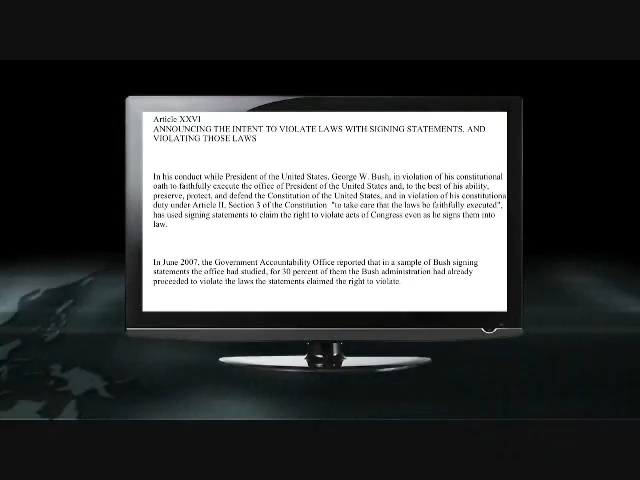 Article XXVI
ANNOUNCING THE INTENT TO VIOLATE LAWS WITH SIGNING STATEMENTS, AND
VIOLATING THOSE LAWS
In his conduct while President of the United States, George W. Bush, in violation of his constitutional
oath to faithfully execute the office of President of the United States and, to the best of his ability,
preserve, protect, and defend the Constitution of the United States, and in violation of his constitutiona
duty under Article II, Section 3 of the Constitution "to take care that the laws be faithfully executed",
has used signing statements to claim the right to violate acts of Congress even as he signs them into
law.
In June 2007, the Government Accountability Office reported that in a sample of Bush signing
statements the office had studied, for 30 percent of them the Bush administration had already
proceeded to violate the laws the statements claimed the right to violate.